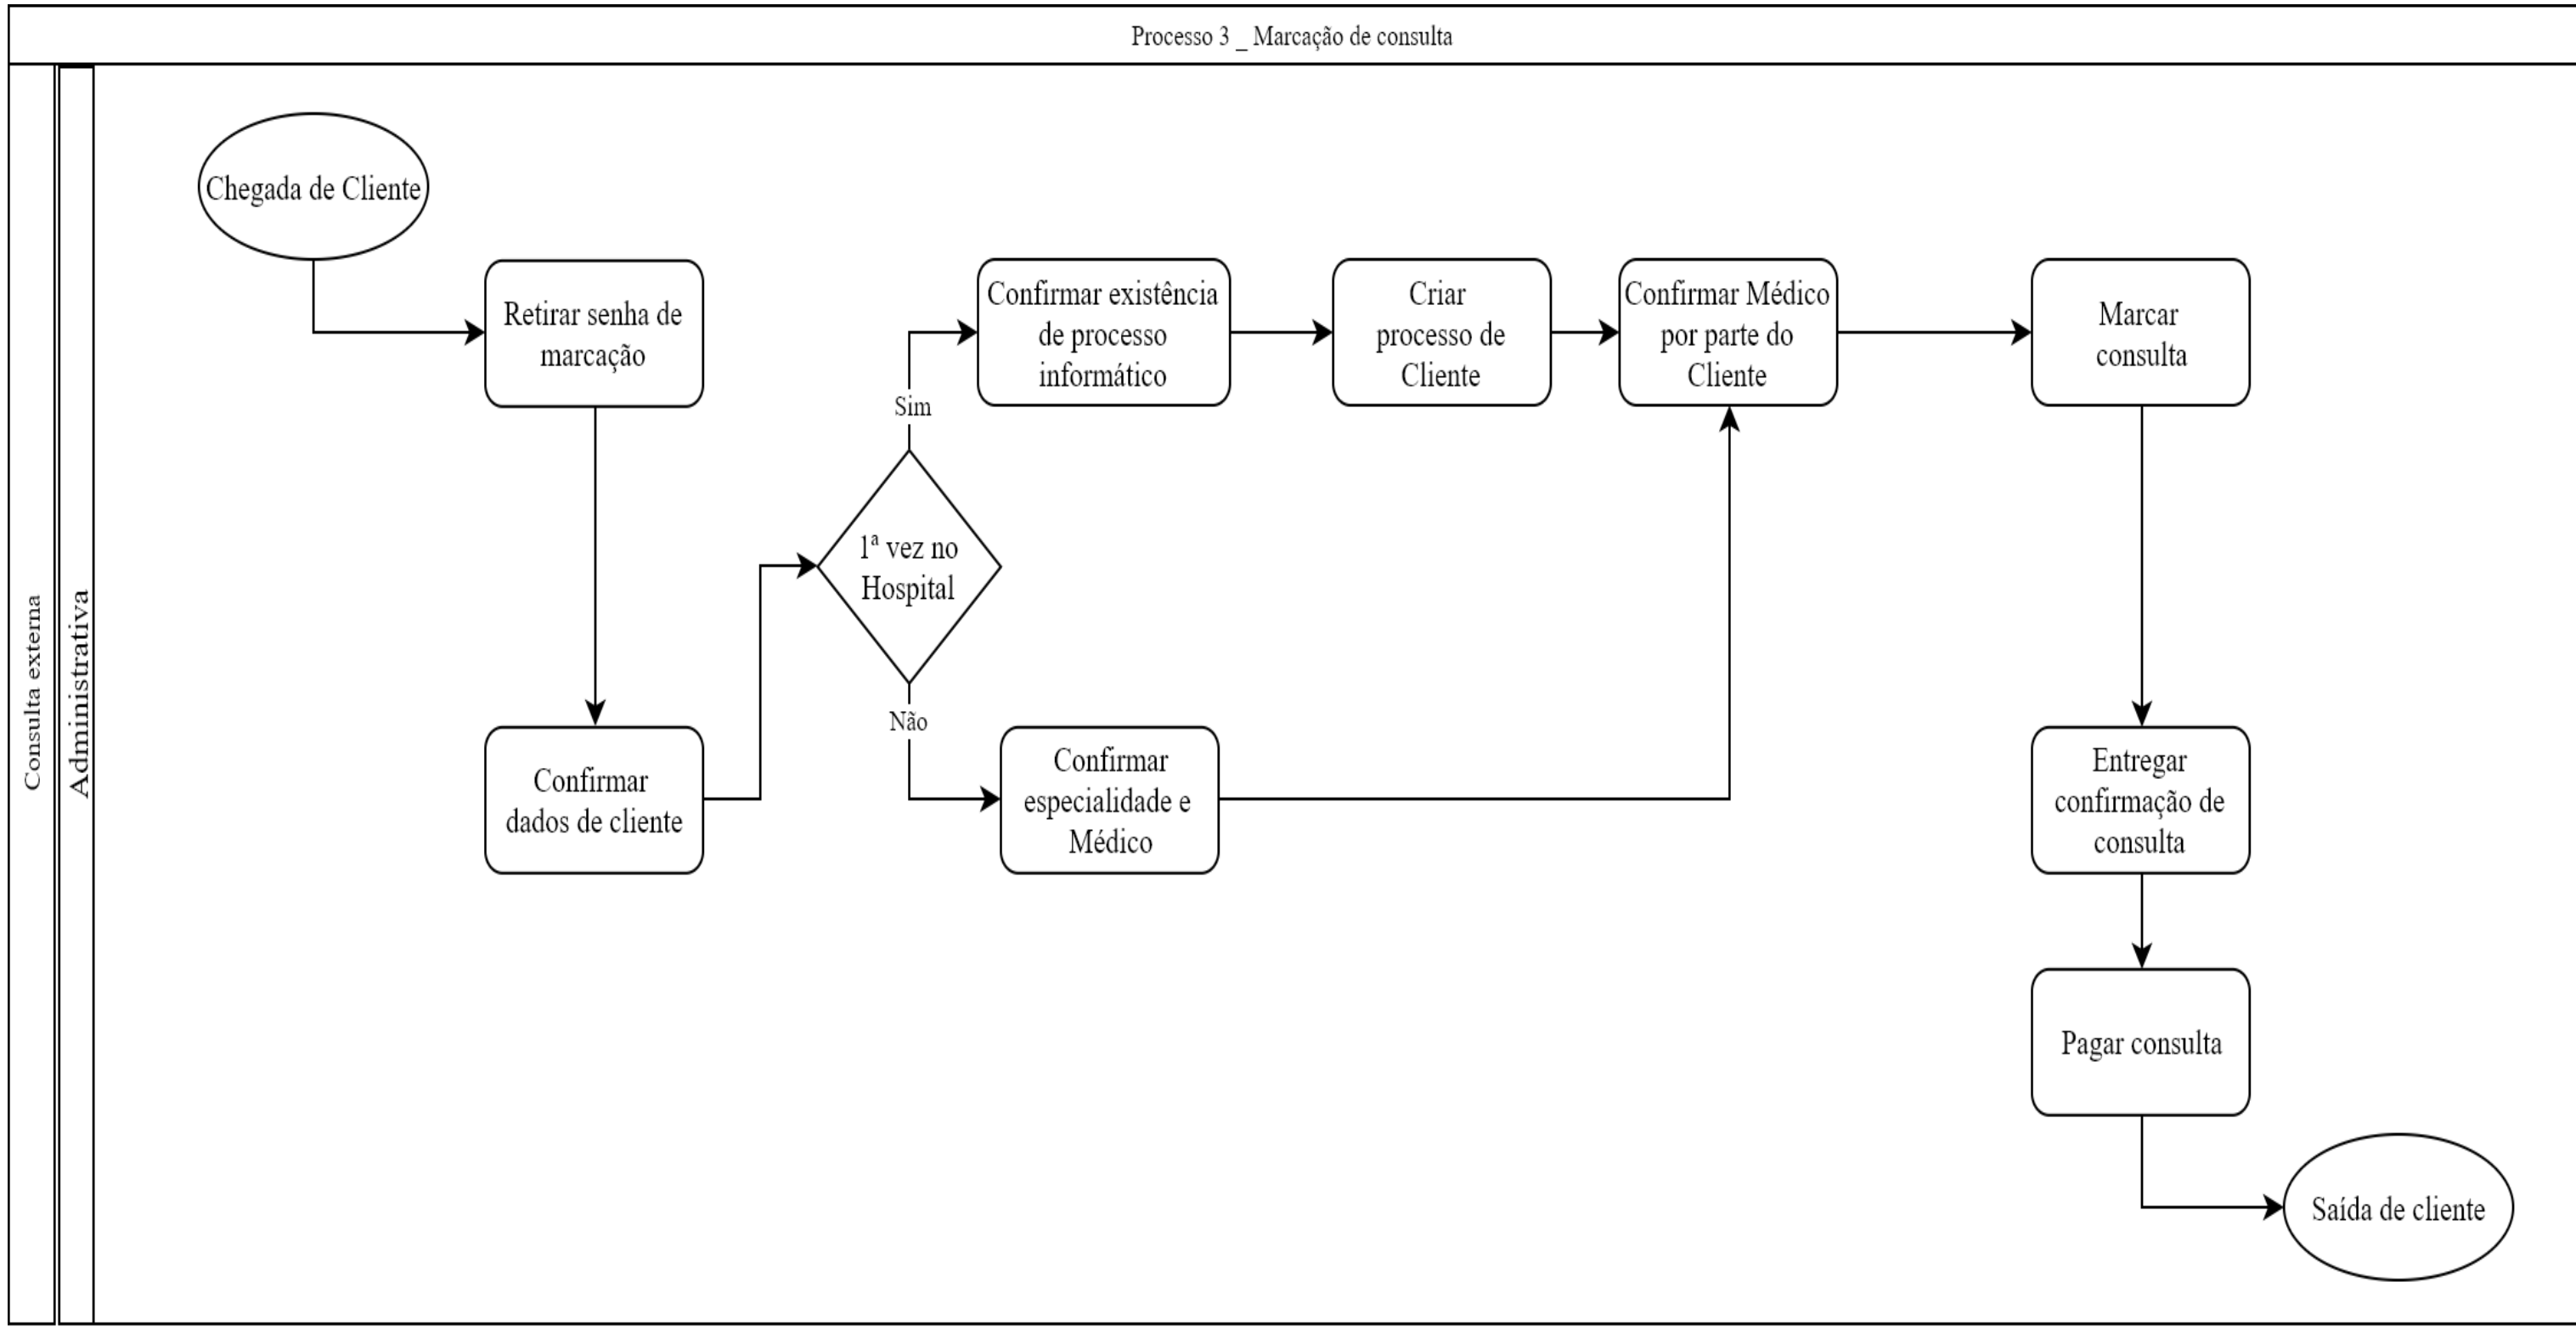 Processo 3 _ Marcação de consulta
Consulta externa
Administrativa
Chegada de Cliente
Retirar senha de
marcação
Confirmar
dados de cliente
1ª vez no
Hospital
Sim
Não
Confirmar existência
de processo
informático
Criar
processo de
Cliente
Confirmar Médico
por parte do
Cliente
Confirmar
especialidade e
Médico
Marcar
consulta
Entregar
confirmação de
consulta
Pagar consulta
Saída de cliente